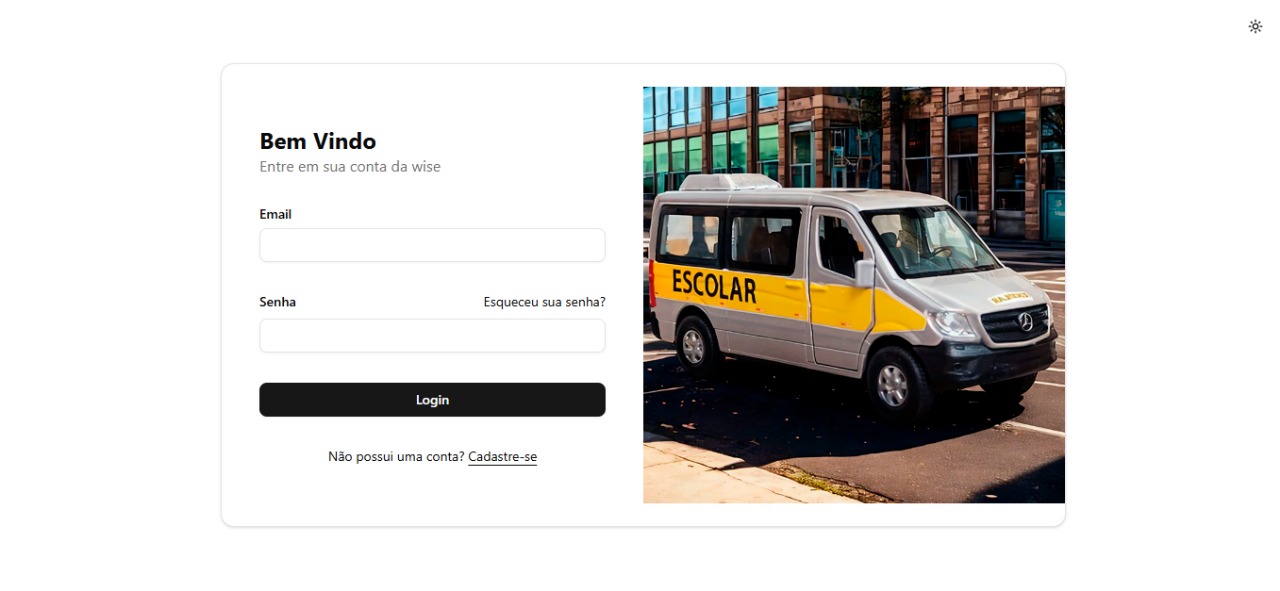 Bem Vindo
Entre em sua conta da wise
Email
Senha
Esqueceu sua senha?
Login
Não possui uma conta? Cadastre-se
ESCOLAR